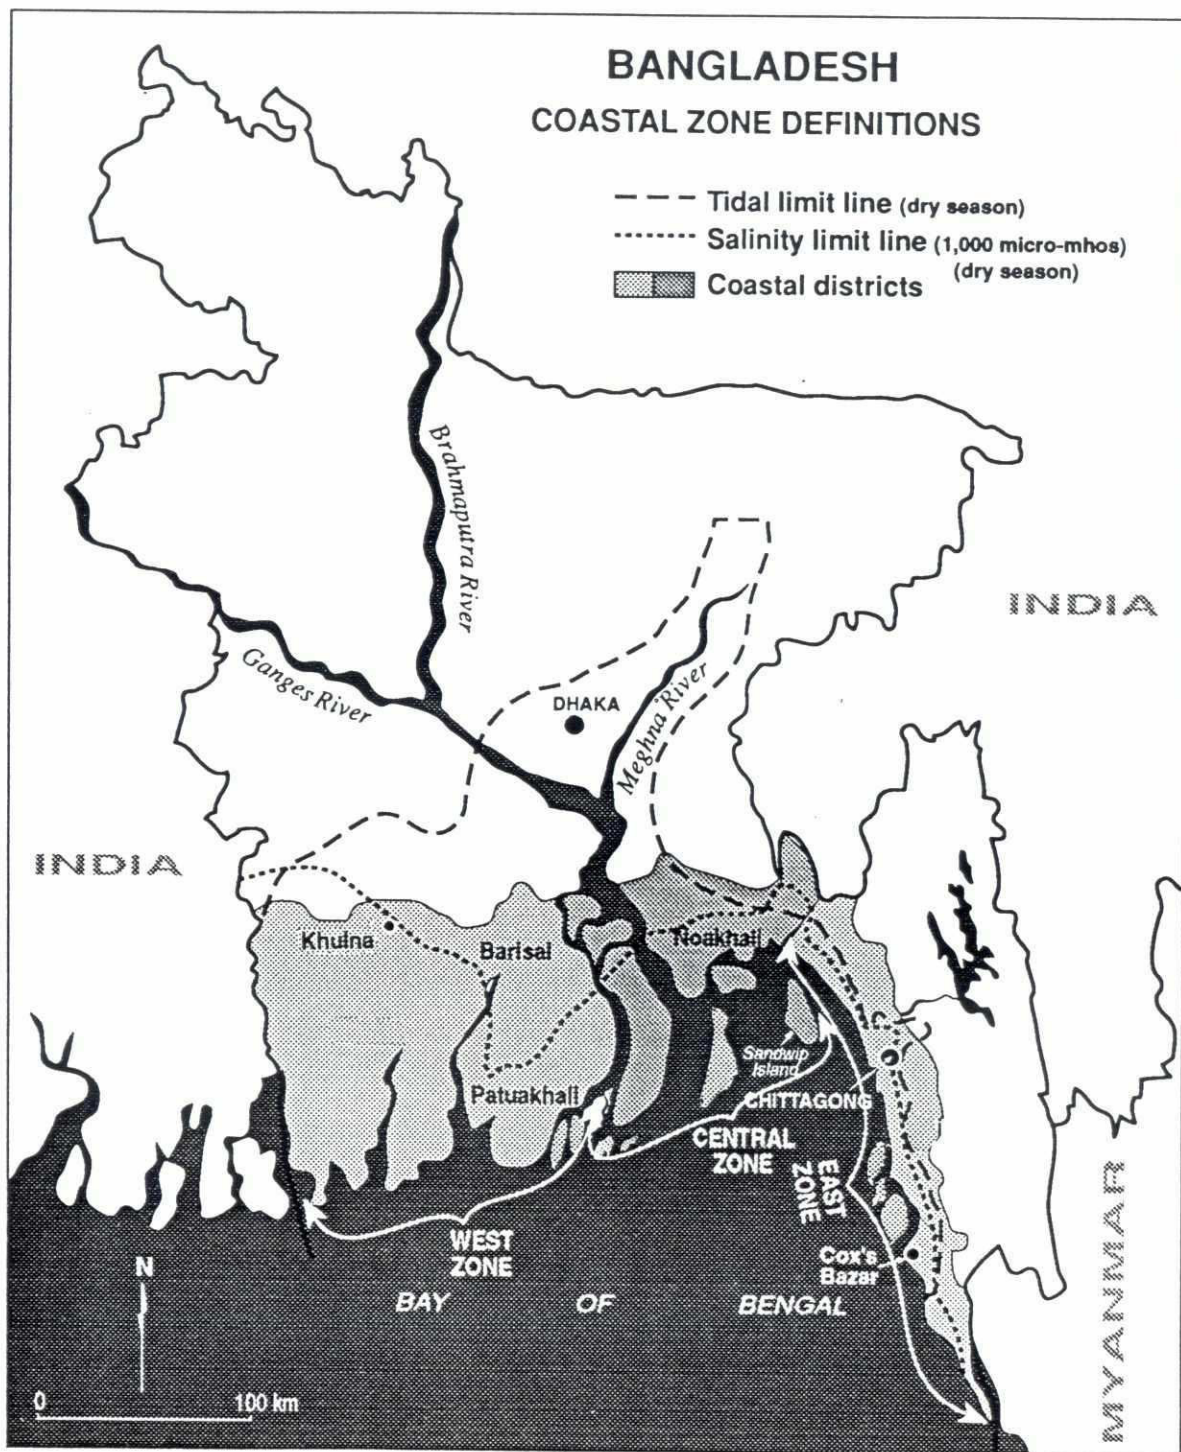 BANGLADESH
COASTAL ZONE DEFINITIONS
Tidal limit line (dry season)
Salinity limit line (1,000 micro-mhos)
(dry season)
Coastal districts
Brahmaputra River
Ganges River
DHAKA
Meghna River
INDIA
INDIA
Khulna
Barisal
Noakhali
Sandwip
Island
Patuakhali
CHITTAGONG
CENTRAL
ZONE
EAST
ZONE
WEST
ZONE
Cox's
Bazar
MYANMAR
N
BAY OF BENGAL
0 100 km